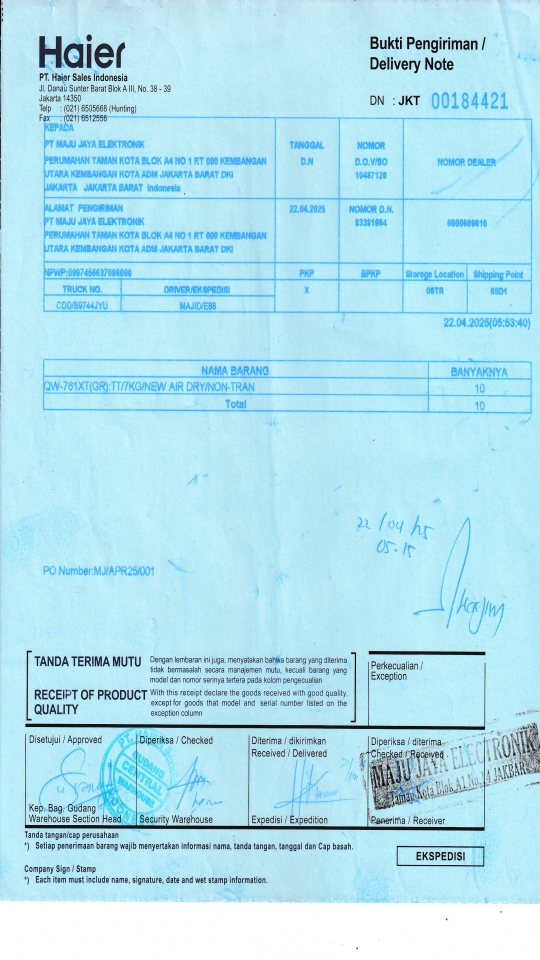 Haier
Bukti Pengiriman /
Delivery Note
PT. Haier Sales Indonesia
Jl. Danau Sunter Barat Blok A III, No. 38 - 39
Jakarta 14350
Telp : (021) 6505668 (Hunting)
Fax : (021) 6512556
DN : JKT 00184421
KEPADA
PT MAJU JAYA ELEKTRONIK
PERUMAHAN TAMAN KOTA BLOK A4 NO 1 RT 000 KEMBANGAN
UTARA KEMBANGAN KOTA ADM JAKARTA BARAT DKI
JAKARTA JAKARTA BARAT Indonesia
TANGGAL
D.N
NOMOR
D.O.V/SO
10487126
NOMOR DEALER
ALAMAT PENGIRIMAN
PT MAJU JAYA ELEKTRONIK
PERUMAHAN TAMAN KOTA BLOK A4 NO 1 RT 000 KEMBANGAN
UTARA KEMBANGAN KOTA ADM JAKARTA BARAT DKI
22.04.2025
NOMOR D.N.
83381964
PKP BPKP Storege Location Shipping Point
TRUCK NO. DRIVER/EKSPEDISI X 06TR 65D1
CDD/B9744JYU MAJID/E88
22.04.2025(05:53:40)
NAMA BARANG BANYAKNYA
QW-761XT(GR):TT/7KG/NEW AIR DRY/NON-TRAN 10
Total 10
22/04/25
05.15
PO Number:MJ/APR25/001
TANDA TERIMA MUTU
Dengan lembaran ini juga, menyatakan bahwa barang yang diterima
tidak bermasalah secara manajemen mutu, kecuali barang yang
model dan nomor serinya tertera pada kolom pengecualian
RECEIPT OF PRODUCT
QUALITY
With this receipt declare the goods received with good quality,
except for goods that model and serial number listed on the
exception column
Perkecualian /
Exception
Disetujui / Approved
Diperiksa / Checked
Diterima / dikirimkan
Received / Delivered
Diperiksa / diterima
Checked / Received
GUDANG
CENTRAL
MAJU JAYA ELECTRONIK
Taman Kota Blok A1 No. 4 JAKBAR
Kep. Bag. Gudang
Warehouse Section Head
Security Warehouse
Expedisi / Expedition
Penerima / Receiver
Tanda tangan/cap perusahaan
*) Setiap penerimaan barang wajib menyertakan informasi nama, tanda tangan, tanggal dan Cap basah.
EKSPEDISI
Company Sign / Stamp
*) Each item must include name, signature, date and wet stamp information.